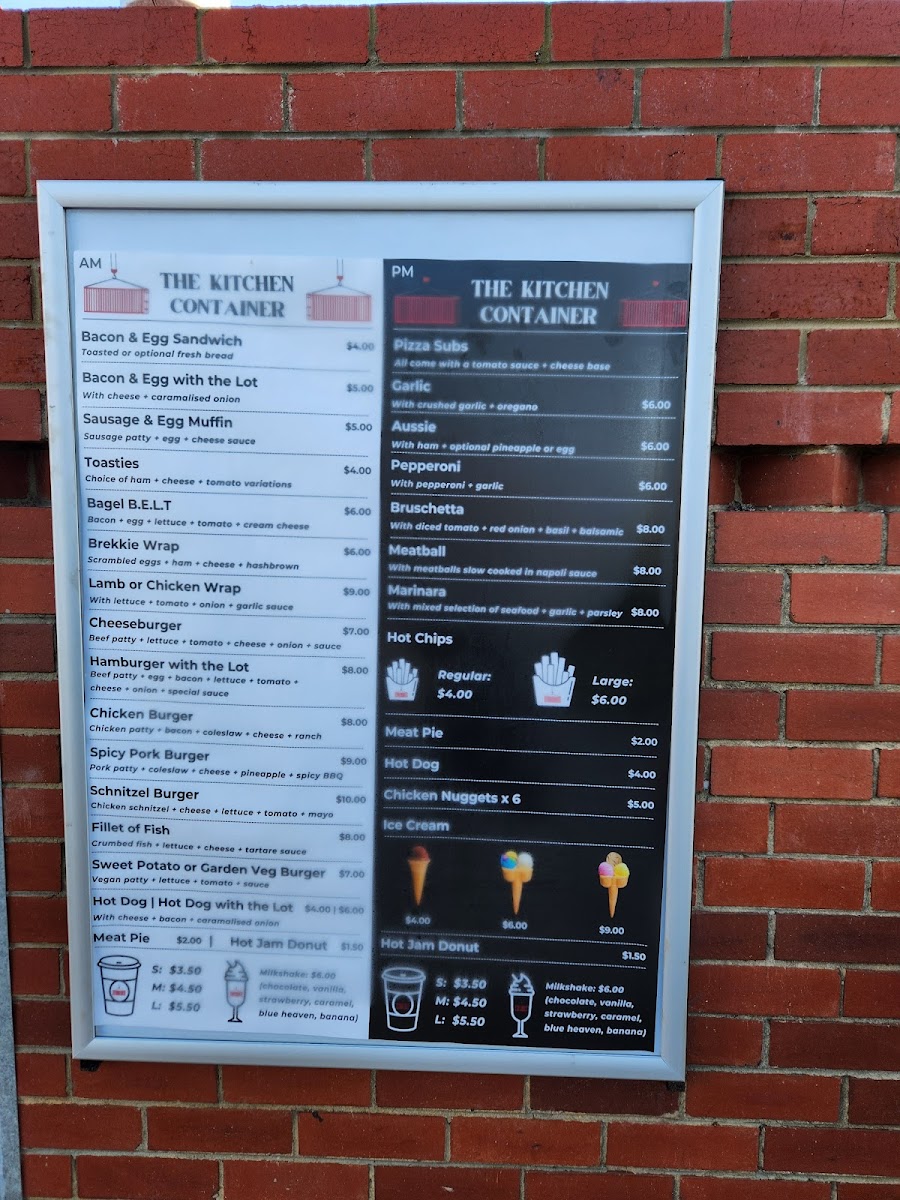 AM
THE KITCHEN
CONTAINER
Bacon & Egg Sandwich $4.00
Toasted or optional fresh bread
Bacon & Egg with the Lot $5.00
With cheese + caramalised onion
Sausage & Egg Muffin $5.00
Sausage patty + egg + cheese sauce
Toasties $4.00
Choice of ham + cheese + tomato variations
Bagel B.E.L.T $6.00
Bacon + egg + lettuce + tomato + cream cheese
Brekkie Wrap $6.00
Scrambled eggs + ham + cheese + hashbrown
Lamb or Chicken Wrap $9.00
With lettuce + tomato + onion + garlic sauce
Cheeseburger $7.00
Beef patty + lettuce + tomato + cheese + onion + sauce
Hamburger with the Lot $8.00
Beef patty + egg + bacon + lettuce + tomato +
cheese + onion + special sauce
Chicken Burger $8.00
Chicken patty + bacon + coleslaw + cheese + ranch
Spicy Pork Burger $9.00
Pork patty + coleslaw + cheese + pineapple + spicy BBQ
Schnitzel Burger $10.00
Chicken schnitzel + cheese + lettuce + tomato + mayo
Fillet of Fish $8.00
Crumbed fish + lettuce + cheese + tartare sauce
Sweet Potato or Garden Veg Burger $7.00
Vegan patty + lettuce + tomato + sauce
Hot Dog | Hot Dog with the Lot $4.00 | $6.00
With cheese + bacon + caramalised onion
Meat Pie $2.00 | Hot Jam Donut $1.50
S: $3.50
M: $4.50
L: $5.50
Milkshake: $6.00
(chocolate, vanilla,
strawberry, caramel,
blue heaven, banana)
PM
THE KITCHEN
CONTAINER
Pizza Subs
All come with a tomato sauce + cheese base
Garlic
With crushed garlic + oregano $6.00
Aussie
With ham + optional pineapple or egg $6.00
Pepperoni
With pepperoni + garlic $6.00
Bruschetta
With diced tomato + red onion + basil + balsamic $8.00
Meatball
With meatballs slow cooked in napoli sauce $8.00
Marinara
With mixed selection of seafood + garlic + parsley $8.00
Hot Chips
Regular:
$4.00
Large:
$6.00
Meat Pie $2.00
Hot Dog $4.00
Chicken Nuggets x 6 $5.00
Ice Cream
$4.00 $6.00 $9.00
Hot Jam Donut $1.50
S: $3.50
M: $4.50
L: $5.50
Milkshake: $6.00
(chocolate, vanilla,
strawberry, caramel,
blue heaven, banana)